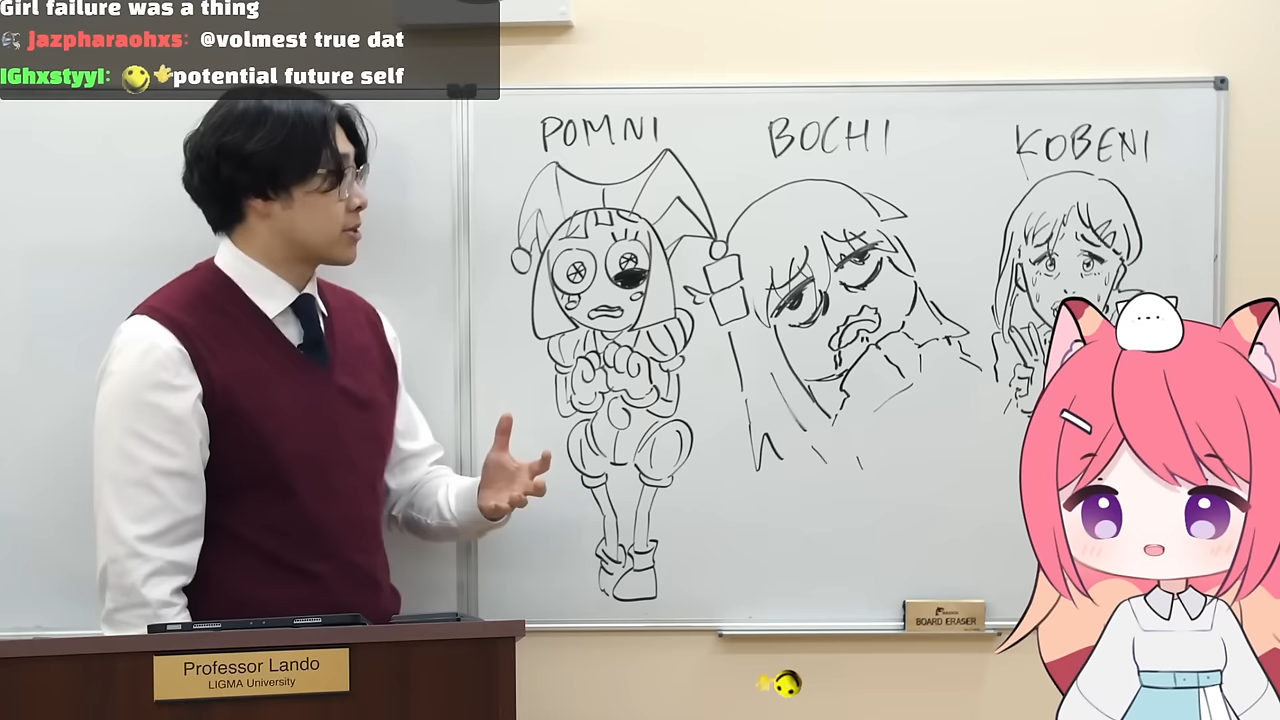 Girl failure was a thing
jazpharaohxs: @volmest true dat
IGhxstyyI: potential future self
POMNI
BOCHI
KOBENI
BOARD ERASER
Professor Lando
LIGMA University